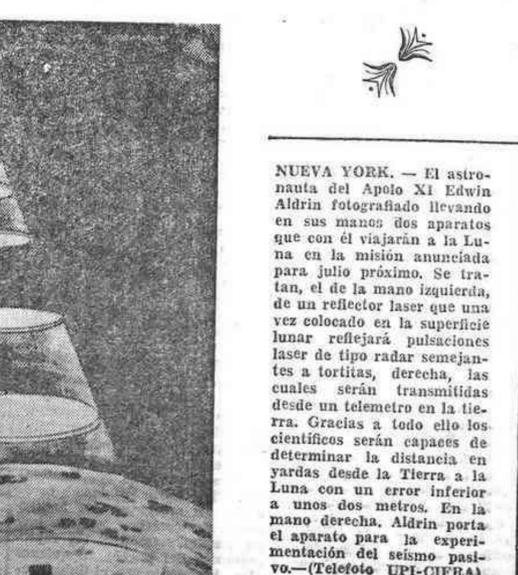 NUEVA YORK. — El astro-
nauta del Apolo XI Edwin
Aldrin fotografiado llevando
en sus manos dos aparatos
que con él viajarán a la Lu-
na en la misión anunciada
para julio próximo. Se tra-
tan, el de la mano izquierda,
de un reflector laser que una
vez colocado en la superficie
lunar reflejará pulsaciones
laser de tipo radar semejan-
tes a tortitas, derecha, las
cuales serán transmitidas
desde un telemetro en la tie-
rra. Gracias a todo ello los
científicos serán capaces de
determinar la distancia en
yardas desde la Tierra a la
Luna con un error inferior
a unos dos metros. En la
mano derecha, Aldrin porta
el aparato para la experi-
mentación del seísmo pasi-
vo.—(Telefoto UPI-CIFRA)